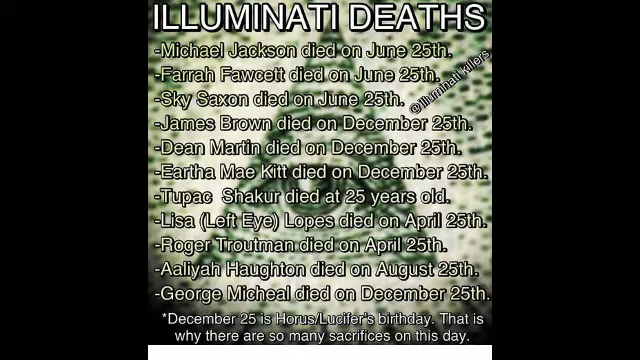 ILLUMINATI DEATHS
-Michael Jackson died on June 25th.
-Farrah Fawcett died on June 25th.
-Sky Saxon died on June 25th.
@illuminati killers
-James Brown died on December 25th.
-Dean Martin died on December 25th.
-Eartha Mae Kitt died on December 25th.
-Tupac Shakur died at 25 years old.
-Lisa (Left Eye) Lopes died on April 25th.
-Roger Troutman died on April 25th.
-Aaliyah Haughton died on August 25th.
-George Micheal died on December 25th.
*December 25 is Horus/Lucifer's birthday. That is
why there are so many sacrifices on this day.